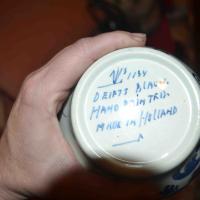 1134
DELFTS BLAUW
HAND PAINTED
MADE IN HOLLAND